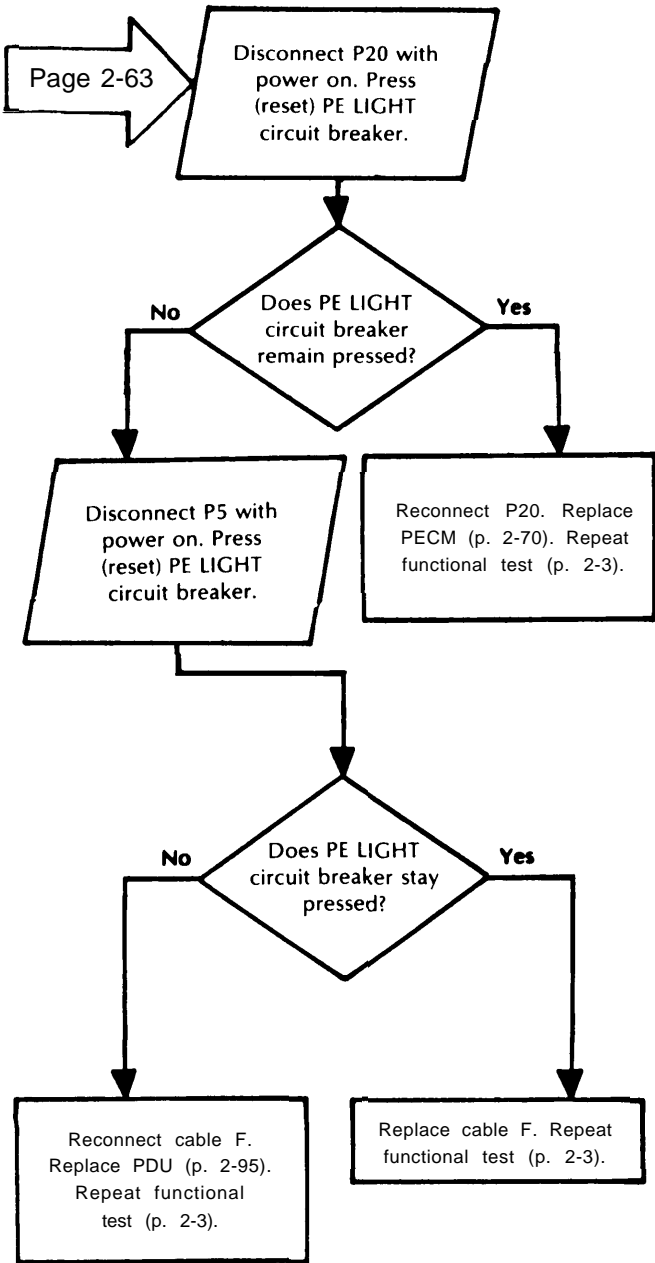 Page 2-63
Disconnect P20 with
power on. Press
(reset) PE LIGHT
circuit breaker.
No
Does PE LIGHT
circuit breaker
remain pressed?
Yes
Disconnect P5 with
power on. Press
(reset) PE LIGHT
circuit breaker.
Reconnect P20. Replace
PECM (p. 2-70). Repeat
functional test (p. 2-3).
No
Does PE LIGHT
circuit breaker stay
pressed?
Yes
Reconnect cable F.
Replace PDU (p. 2-95).
Repeat functional
test (p. 2-3).
Replace cable F. Repeat
functional test (p. 2-3).